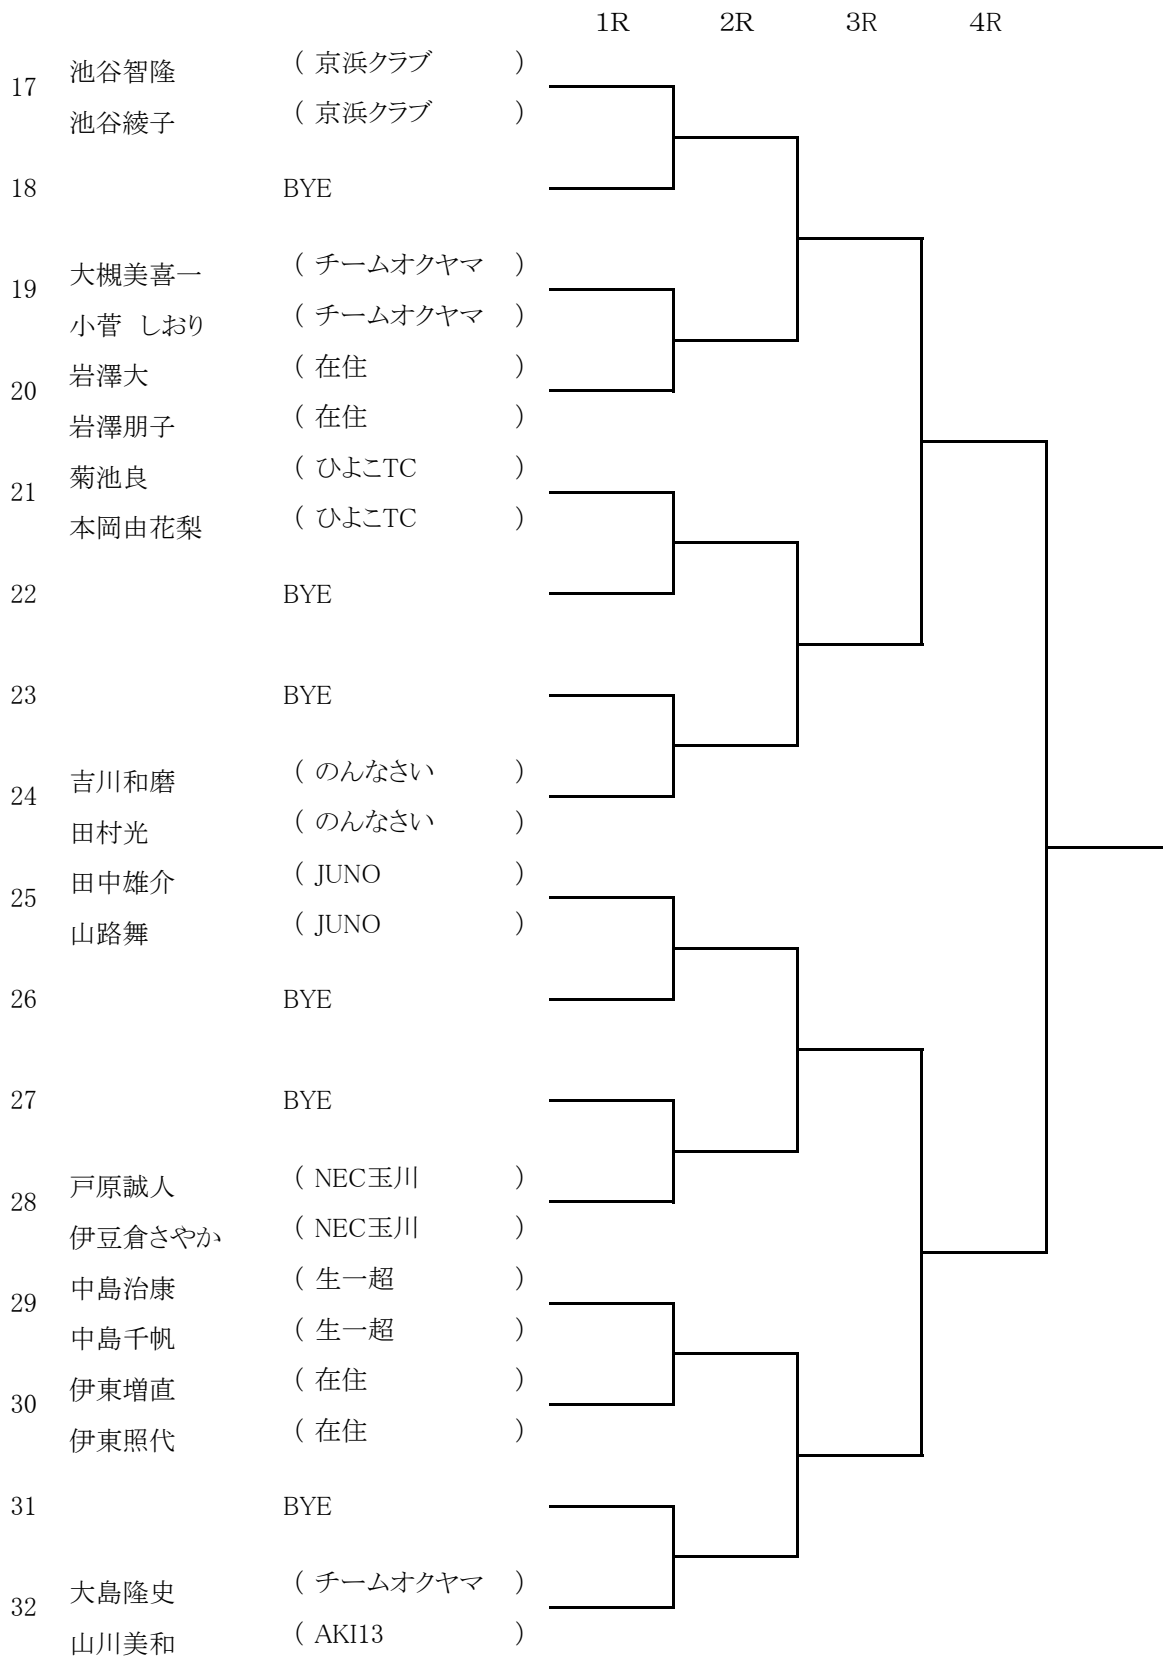 1R 2R 3R 4R
17 池谷智隆 ( 京浜クラブ )
池谷綾子 ( 京浜クラブ )
18 BYE
19 大槻美喜一 ( チームオクヤマ )
小菅 しおり ( チームオクヤマ )
20 岩澤大 ( 在住 )
岩澤朋子 ( 在住 )
21 菊池良 ( ひよこTC )
本岡由花梨 ( ひよこTC )
22 BYE
23 BYE
24 吉川和磨 ( のんなさい )
田村光 ( のんなさい )
25 田中雄介 ( JUNO )
山路舞 ( JUNO )
26 BYE
27 BYE
28 戸原誠人 ( NEC玉川 )
伊豆倉さやか ( NEC玉川 )
29 中島治康 ( 生一超 )
中島千帆 ( 生一超 )
30 伊東増直 ( 在住 )
伊東照代 ( 在住 )
31 BYE
32 大島隆史 ( チームオクヤマ )
山川美和 ( AKI13 )